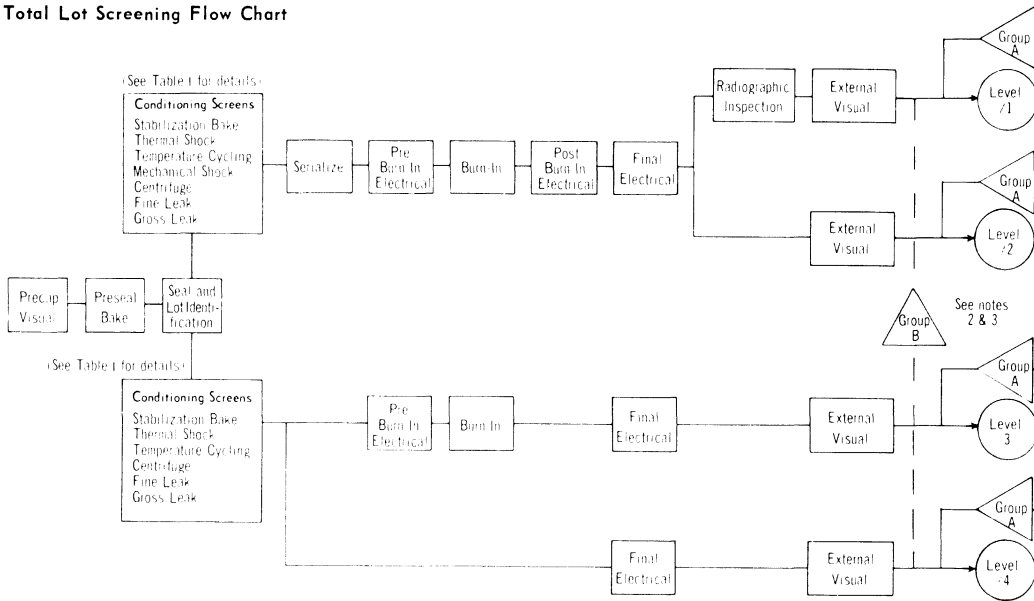 Total Lot Screening Flow Chart
(See Table I for details)
Conditioning Screens
Stabilization Bake
Thermal Shock
Temperature Cycling
Mechanical Shock
Centrifuge
Fine Leak
Gross Leak
Serialize
Pre
Burn In
Electrical
Burn-In
Post
Burn In
Electrical
Final
Electrical
Radiographic
Inspection
External
Visual
Group
A
Level
/1
External
Visual
Group
A
Level
/2
Precap
Visual
Preseal
Bake
Seal and
Lot Identi-
fication
Group
B
See notes
2 & 3
(See Table I for details)
Conditioning Screens
Stabilization Bake
Thermal Shock
Temperature Cycling
Centrifuge
Fine Leak
Gross Leak
Pre
Burn In
Electrical
Burn In
Final
Electrical
External
Visual
Group
A
Level
3
Final
Electrical
External
Visual
Group
A
Level
/4